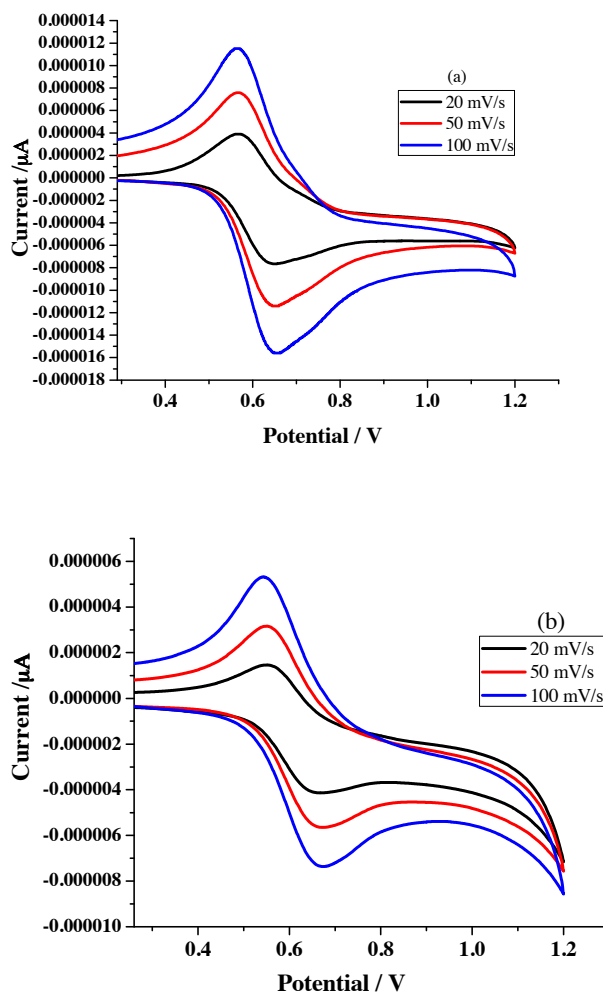 0.000014
0.000012
0.000010
0.000008
0.000006
0.000004
0.000002
0.000000
-0.000002
-0.000004
-0.000006
-0.000008
-0.000010
-0.000012
-0.000014
-0.000016
-0.000018
Current /µA
(a)
20 mV/s
50 mV/s
100 mV/s
0.4 0.6 0.8 1.0 1.2
Potential / V
0.000006
0.000004
0.000002
0.000000
-0.000002
-0.000004
-0.000006
-0.000008
-0.000010
Current /µA
(b)
20 mV/s
50 mV/s
100 mV/s
0.4 0.6 0.8 1.0 1.2
Potential / V